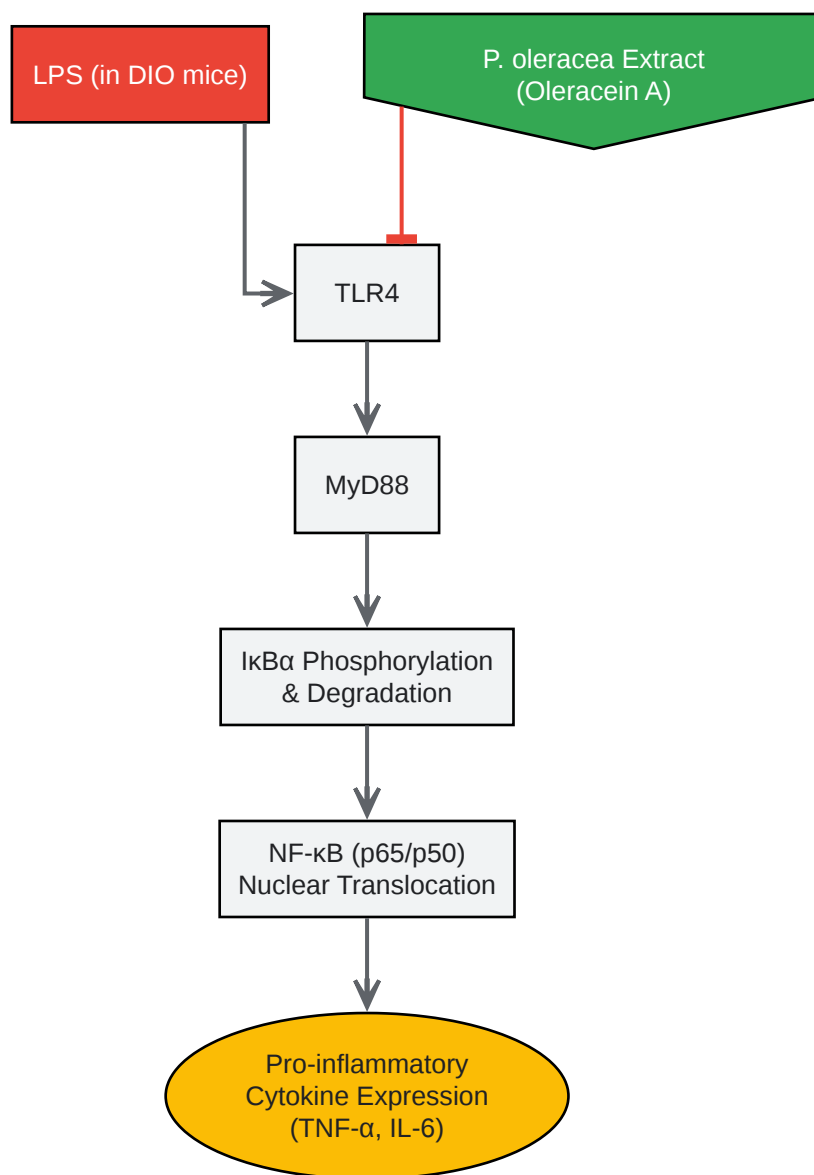 LPS (in DIO mice)
P. oleracea Extract
(Oleracein A)
TLR4
MyD88
IκBα Phosphorylation
& Degradation
NF-κB (p65/p50)
Nuclear Translocation
Pro-inflammatory
Cytokine Expression
(TNF-α, IL-6)